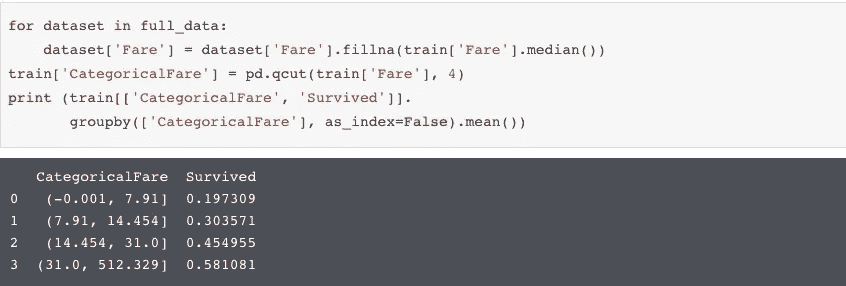 for dataset in full_data:
    dataset['Fare'] = dataset['Fare'].fillna(train['Fare'].median())
train['CategoricalFare'] = pd.qcut(train['Fare'], 4)
print (train[['CategoricalFare', 'Survived']].
       groupby(['CategoricalFare'], as_index=False).mean())
   CategoricalFare  Survived
0   (-0.001, 7.91]  0.197309
1   (7.91, 14.454]  0.303571
2   (14.454, 31.0]  0.454955
3  (31.0, 512.329]  0.581081